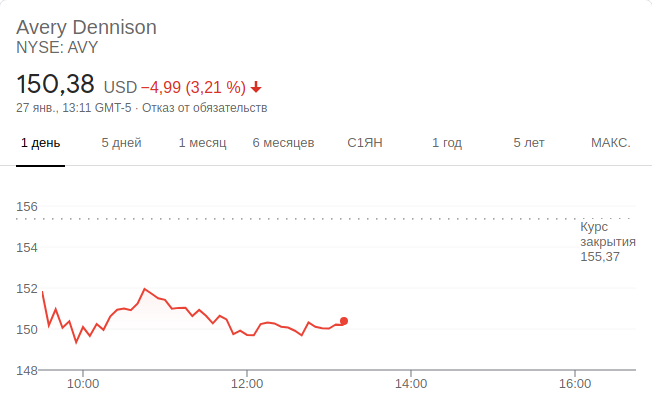 Avery Dennison
NYSE: AVY
150,38 USD −4,99 (3,21 %)
27 янв., 13:11 GMT-5 · Отказ от обязательств
1 день 5 дней 1 месяц 6 месяцев С1ЯН 1 год 5 лет МАКС.
156
Курс
закрытия
155,37
154
152
150
148
10:00 12:00 14:00 16:00